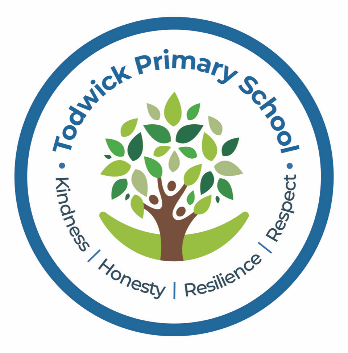 • Todwick Primary School •
Kindness | Honesty | Resilience | Respect